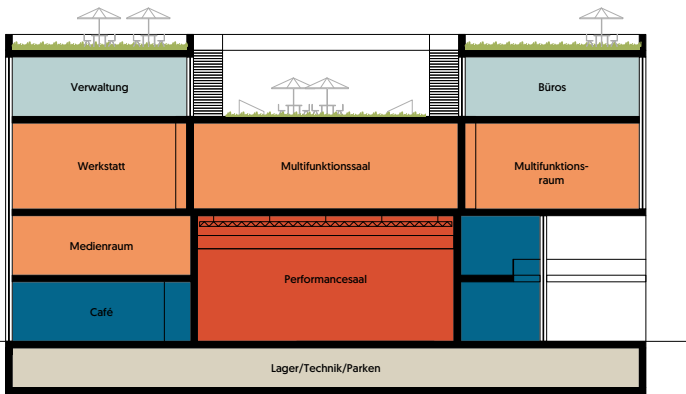 Verwaltung
Büros
Werkstatt
Multifunktionssaal
Multifunktions-
raum
Medienraum
Performancesaal
Café
Lager/Technik/Parken